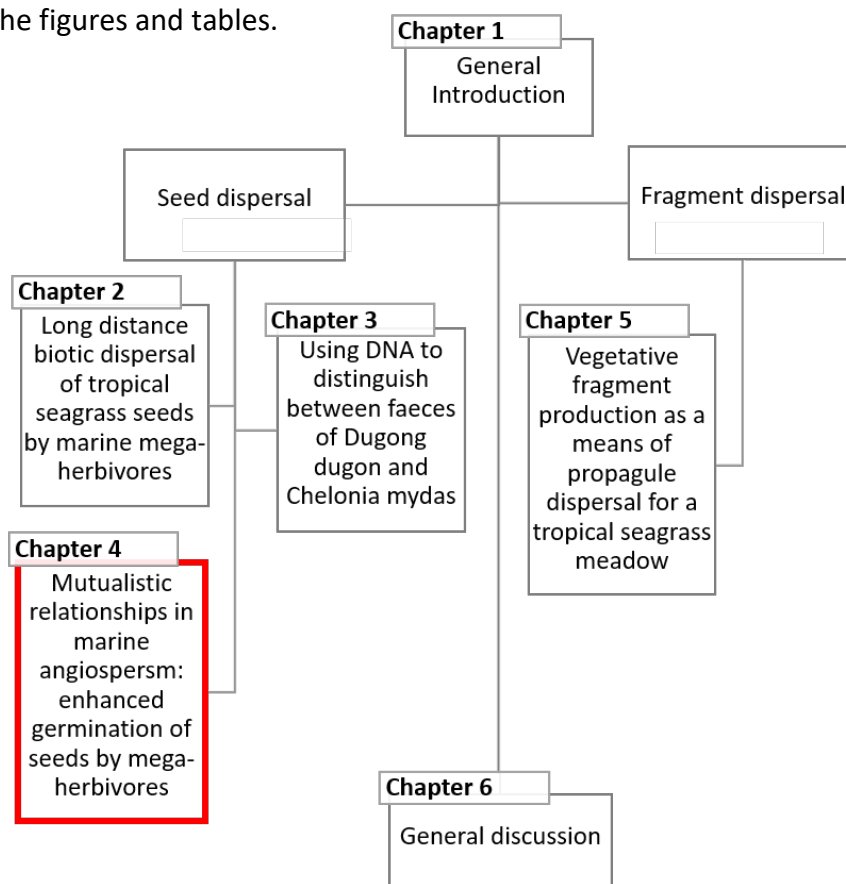 he figures and tables.
Chapter 1
General
Introduction
Seed dispersal
Fragment dispersal
Chapter 2
Long distance
biotic dispersal
of tropical
seagrass seeds
by marine mega-
herbivores
Chapter 3
Using DNA to
distinguish
between faeces
of Dugong
dugon and
Chelonia mydas
Chapter 5
Vegetative
fragment
production as a
means of
propagule
dispersal for a
tropical seagrass
meadow
Chapter 4
Mutualistic
relationships in
marine
angiospersm:
enhanced
germination of
seeds by mega-
herbivores
Chapter 6
General discussion